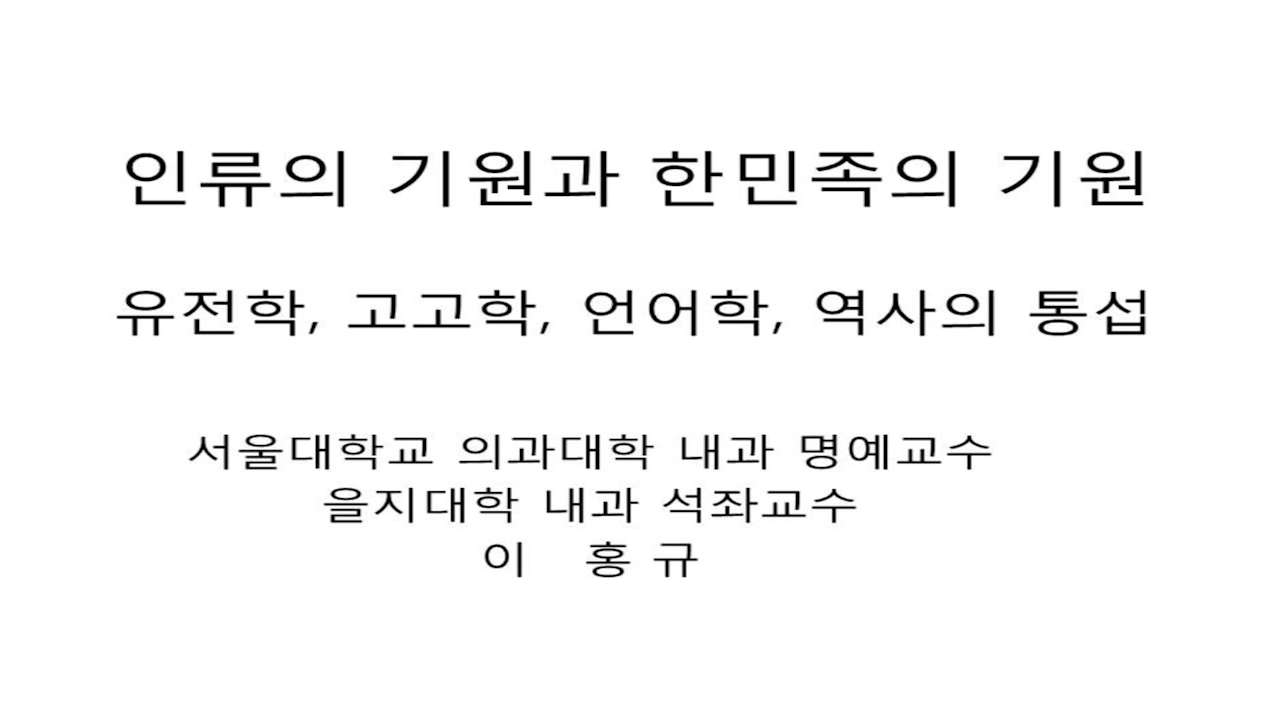 인류의 기원과 한민족의 기원
유전학, 고고학, 언어학, 역사의 통섭
서울대학교 의과대학 내과 명예교수
을지대학 내과 석좌교수
이 홍 규